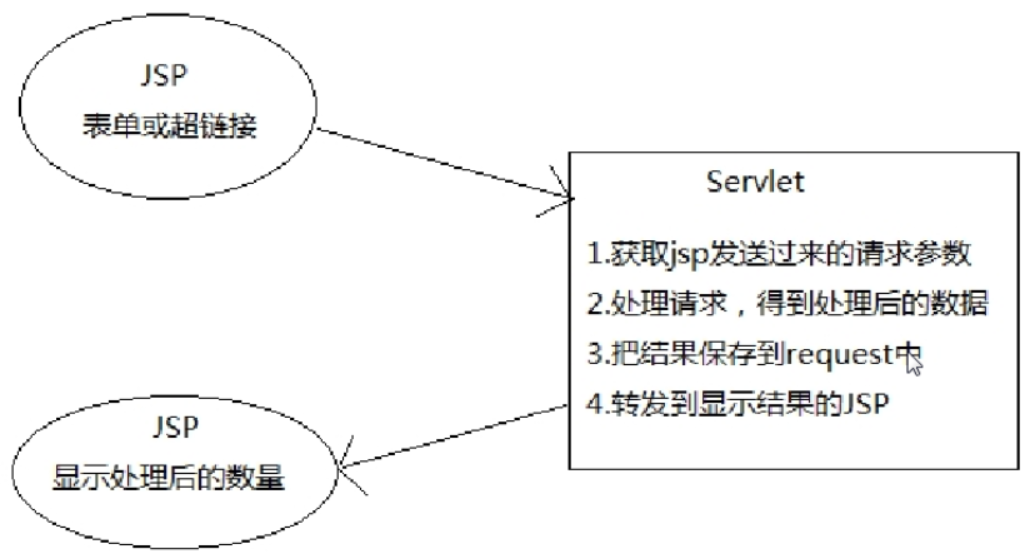 JSP
表单或超链接
Servlet
1.获取jsp发送过来的请求参数
2.处理请求，得到处理后的数据
3.把结果保存到request中
4.转发到显示结果的JSP
JSP
显示处理后的数量